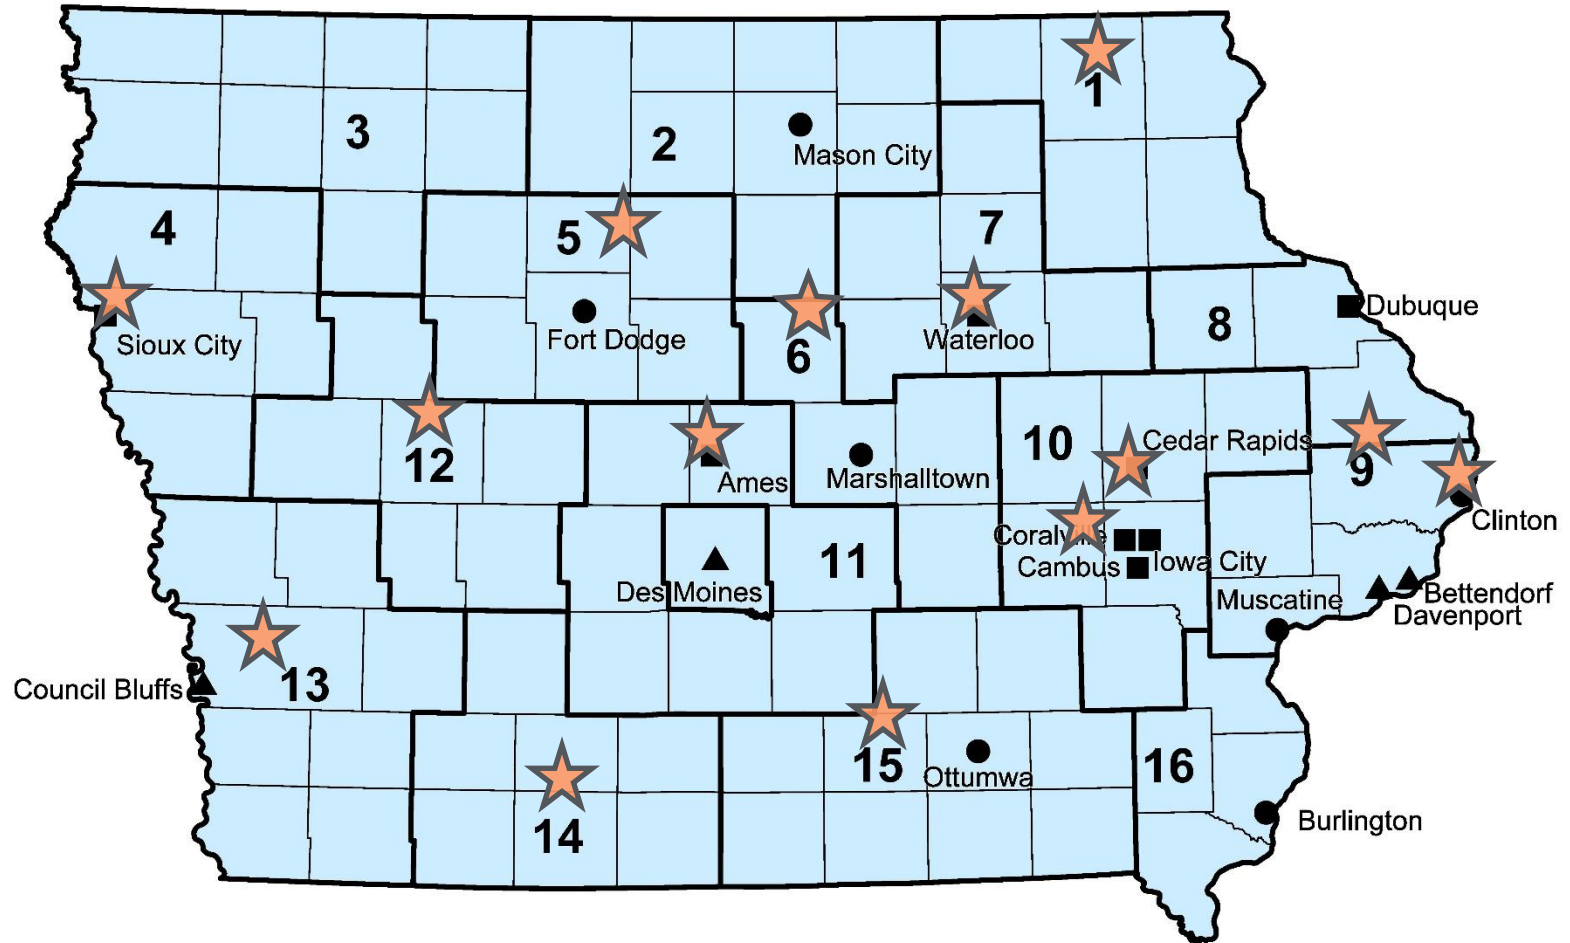 1
3
2
Mason City
4
5
7
Dubuque
8
Sioux City
Fort Dodge
Waterloo
6
10
Cedar Rapids
12
9
Ames
Marshalltown
Clinton
Coralville
11
Iowa City
Cambus
Des Moines
Bettendorf
Muscatine
Davenport
Council Bluffs
13
15
16
Ottumwa
Burlington
14